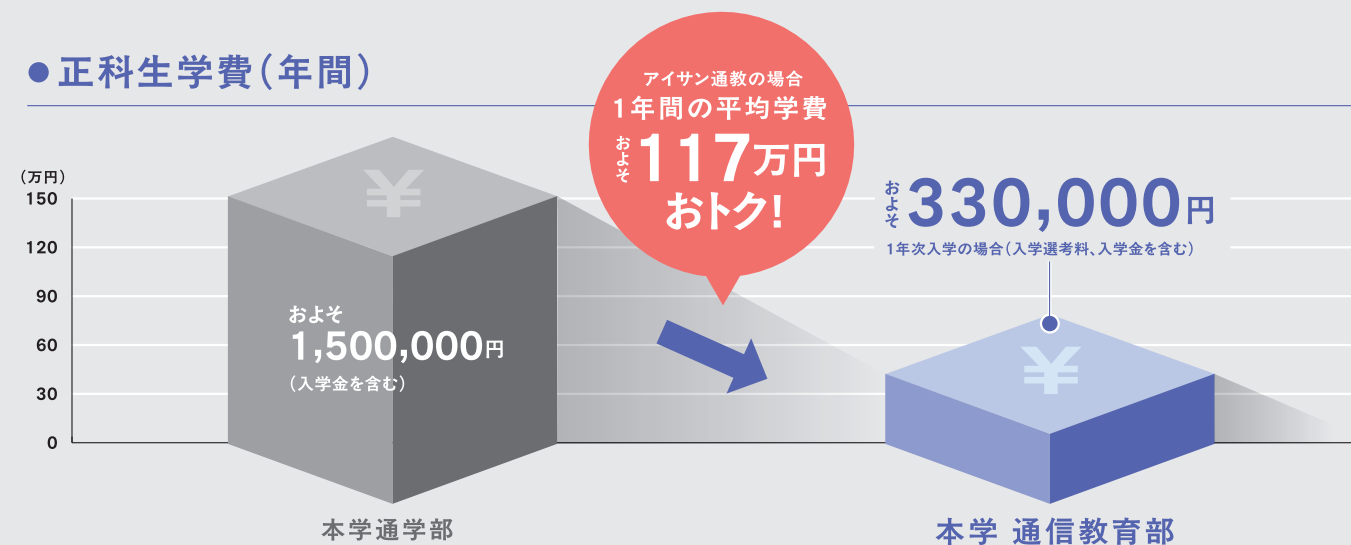 ●正科生学費(年間)
アイサン通教の場合
1年間の平均学費
およそ117万円
おトク!
(万円)
150
120
90
60
30
0
¥
およそ
1,500,000円
(入学金を含む)
本学通学部
およそ330,000円
1年次入学の場合(入学選考料、入学金を含む)
¥
本学 通信教育部